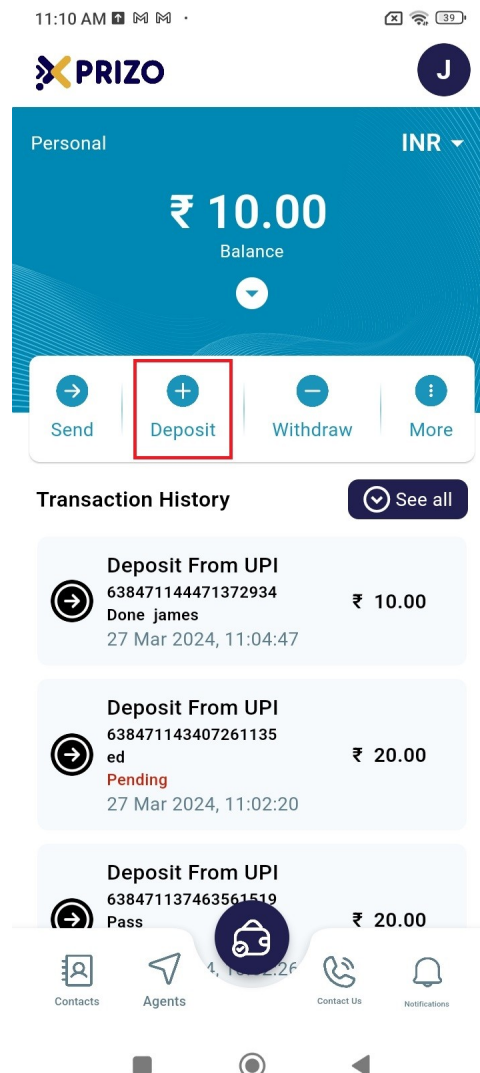 11:10 AM
39
PRIZO
J
Personal
INR
₹ 10.00
Balance
Send
Deposit
Withdraw
More
Transaction History
See all
Deposit From UPI
638471144471372934
Done james
₹ 10.00
27 Mar 2024, 11:04:47
Deposit From UPI
638471143407261135
ed
₹ 20.00
Pending
27 Mar 2024, 11:02:20
Deposit From UPI
638471137463561519
Pass
₹ 20.00
Contacts
Agents
Contact Us
Notifications